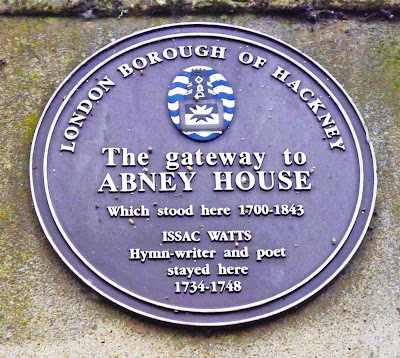 LONDON BOROUGH OF HACKNEY
The gateway to
ABNEY HOUSE
Which stood here 1700-1843
ISSAC WATTS
Hymn-writer and poet
stayed here
1734-1748